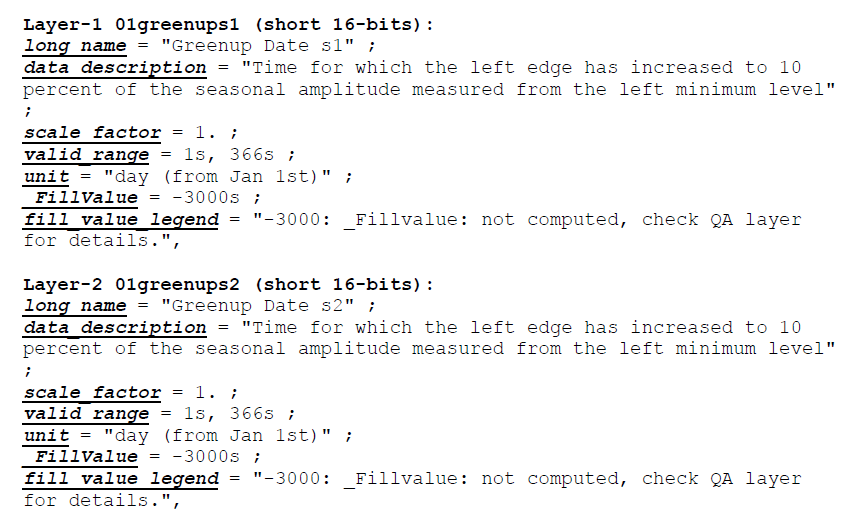 Layer-1 01greenups1 (short 16-bits):
long_name = "Greenup Date s1" ;
data_description = "Time for which the left edge has increased to 10
percent of the seasonal amplitude measured from the left minimum level"
;
scale_factor = 1. ;
valid_range = 1s, 366s ;
unit = "day (from Jan 1st)" ;
_FillValue = -3000s ;
fill_value_legend = "-3000: _Fillvalue: not computed, check QA layer
for details.",
Layer-2 01greenups2 (short 16-bits):
long_name = "Greenup Date s2" ;
data_description = "Time for which the left edge has increased to 10
percent of the seasonal amplitude measured from the left minimum level"
;
scale_factor = 1. ;
valid_range = 1s, 366s ;
unit = "day (from Jan 1st)" ;
_FillValue = -3000s ;
fill_value_legend = "-3000: _Fillvalue: not computed, check QA layer
for details.",